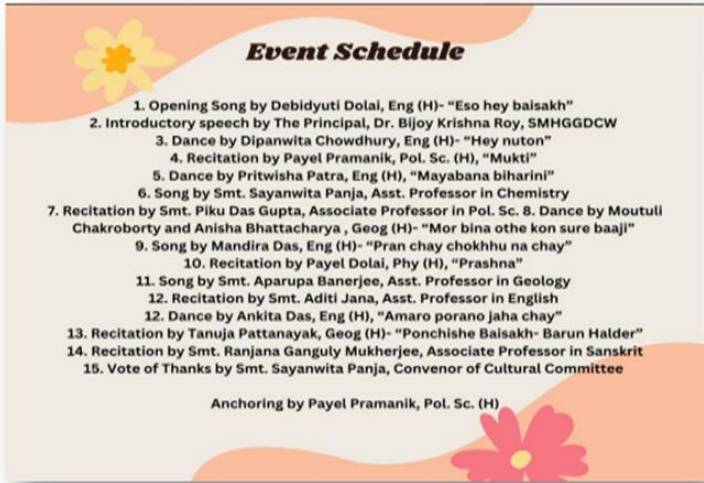 Event Schedule
1. Opening Song by Debidyuti Dolai, Eng (H)- “Eso hey baisakh”
2. Introductory speech by The Principal, Dr. Bijoy Krishna Roy, SMHGGDCW
3. Dance by Dipanwita Chowdhury, Eng (H)- “Hey nuton”
4. Recitation by Payel Pramanik, Pol. Sc. (H), “Mukti”
5. Dance by Pritwisha Patra, Eng (H), “Mayabana biharini”
6. Song by Smt. Sayanwita Panja, Asst. Professor in Chemistry
7. Recitation by Smt. Piku Das Gupta, Associate Professor in Pol. Sc. 8. Dance by Moutuli
Chakroborty and Anisha Bhattacharya , Geog (H)- “Mor bina othe kon sure baaji”
9. Song by Mandira Das, Eng (H)- “Pran chay chokhhu na chay”
10. Recitation by Payel Dolai, Phy (H), “Prashna”
11. Song by Smt. Aparupa Banerjee, Asst. Professor in Geology
12. Recitation by Smt. Aditi Jana, Asst. Professor in English
12. Dance by Ankita Das, Eng (H), “Amaro porano jaha chay”
13. Recitation by Tanuja Pattanayak, Geog (H)- “Ponchishe Baisakh- Barun Halder”
14. Recitation by Smt. Ranjana Ganguly Mukherjee, Associate Professor in Sanskrit
15. Vote of Thanks by Smt. Sayanwita Panja, Convenor of Cultural Committee
Anchoring by Payel Pramanik, Pol. Sc. (H)